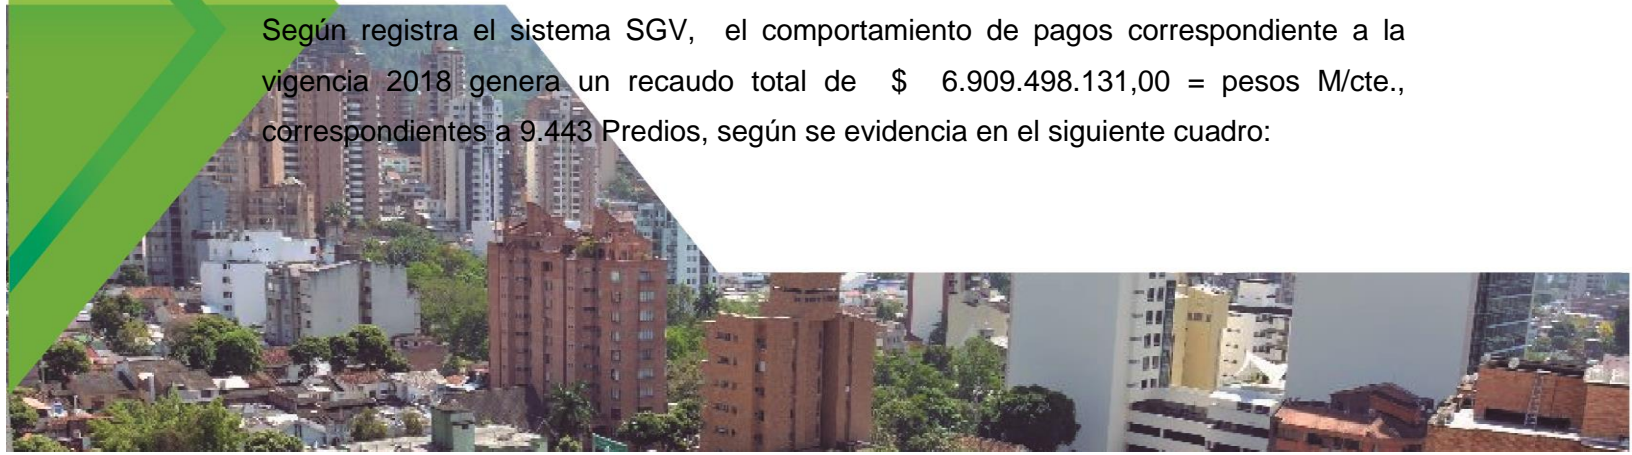 Según registra el sistema SGV, el comportamiento de pagos correspondiente a la
vigencia 2018 genera un recaudo total de $ 6.909.498.131,00 = pesos M/cte.,
correspondientes a 9.443 Predios, según se evidencia en el siguiente cuadro: